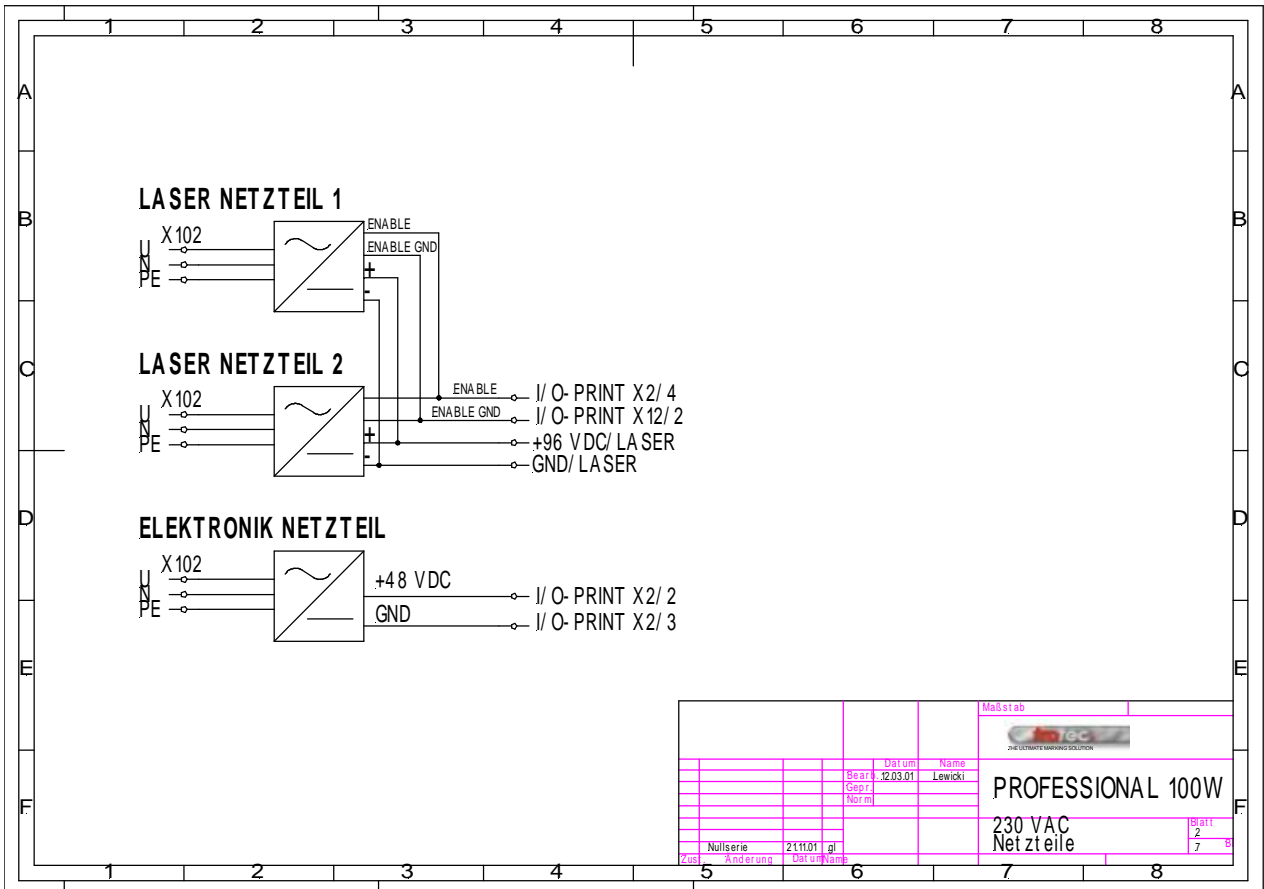 1 2 3 4 5 6 7 8
A A
B B
C C
D D
E E
F F
LASER NETZTEIL 1
X102
U
N
PE
ENABLE
ENABLE GND
+
-
LASER NETZTEIL 2
X102
U
N
PE
+
-
ENABLE I/O-PRINT X2/4
ENABLE GND I/O-PRINT X12/2
+96 VDC/LASER
GND/LASER
ELEKTRONIK NETZTEIL
X102
U
N
PE
+48 VDC I/O-PRINT X2/2
GND I/O-PRINT X2/3
Maßstab
trotec
THE ULTIMATE MARKING SOLUTION
Datum Name
Bearb. 12.03.01 Lewicki
Gepr.
Norm
PROFESSIONAL 100W
230 VAC
Netzteile
Blatt
2
7 Bl
Nullserie 21.11.01 gl
Zust. Änderung Datum Name
1 2 3 4 5 6 7 8